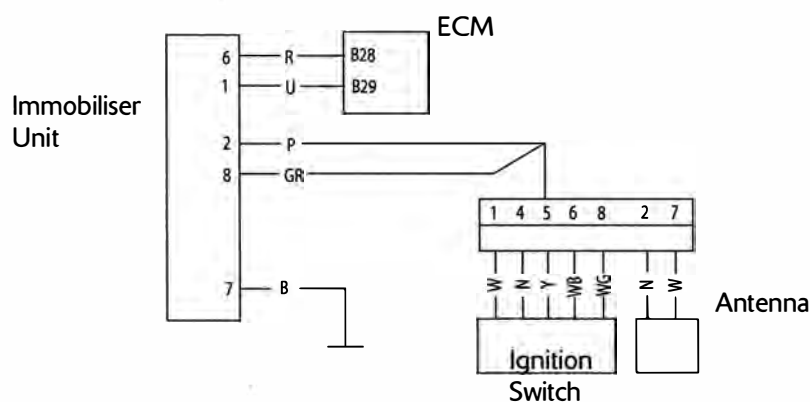 ECM
6 R B28
1 U B29
Immobiliser
Unit
2 P
8 GR
1 4 5 6 8 2 7
W N Y WB WG N W
7 B
Antenna
Ignition
Switch